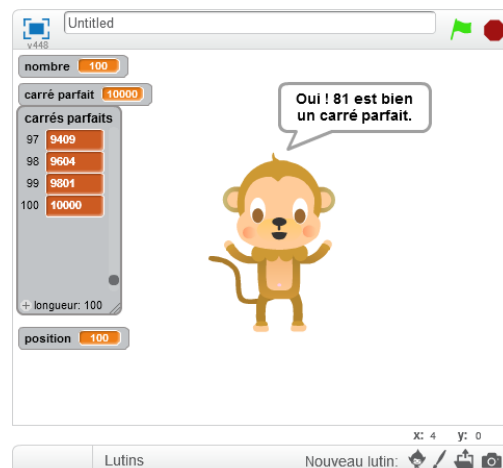 Untitled
v448
nombre 100
carré parfait 10000
carrés parfaits
97 9409
98 9604
99 9801
100 10000
+ longueur: 100
position 100
Oui ! 81 est bien
un carré parfait.
x: 4 y: 0
Lutins
Nouveau lutin: